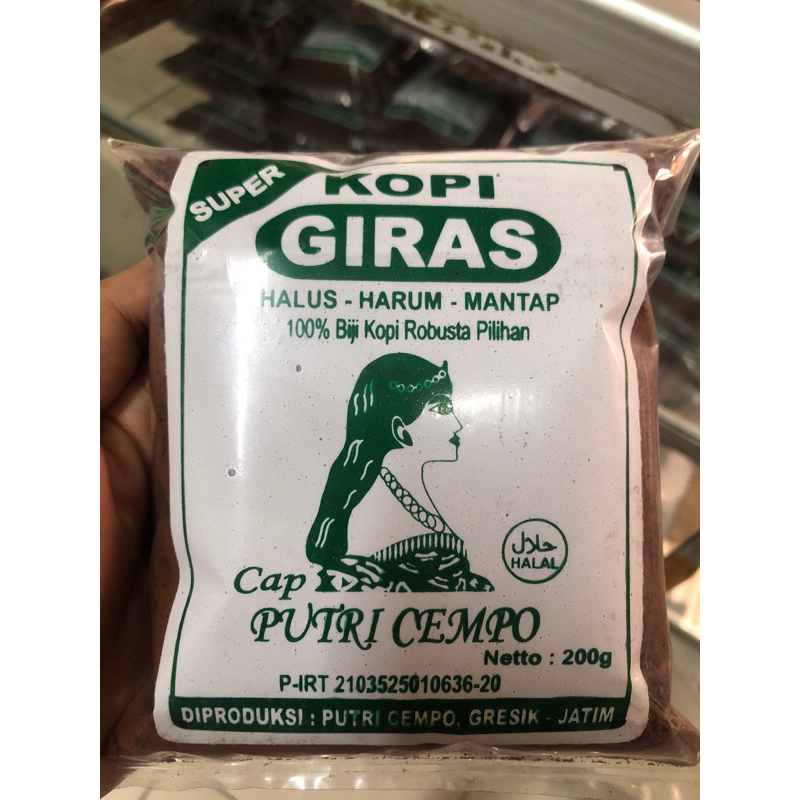 SUPER
KOPI
GIRAS
HALUS - HARUM - MANTAP
100% Biji Kopi Robusta Pilihan
حلال
HALAL
Cap
PUTRI CEMPO
Netto : 200g
P-IRT 2103525010636-20
DIPRODUKSI : PUTRI CEMPO, GRESIK - JATIM